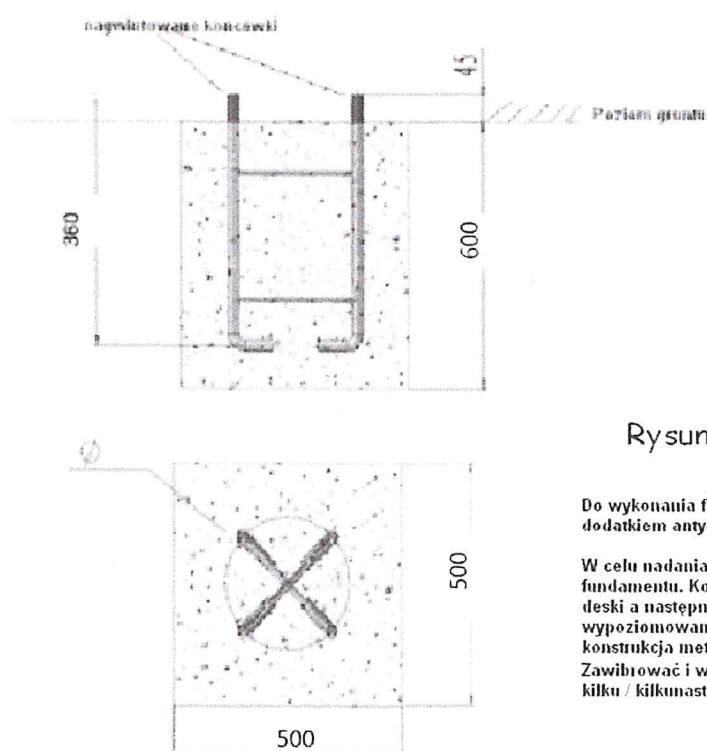 nagwintowane końcówki
45
Poziom gruntu
360
600
Ø
500
500
Rysun
Do wykonania f
dodatkiem anty
W celu nadania
fundamentu. Ko
deski a następn
wypoziomowan
konstrukcja met
Zawibrować i w
kilku / kilkunast